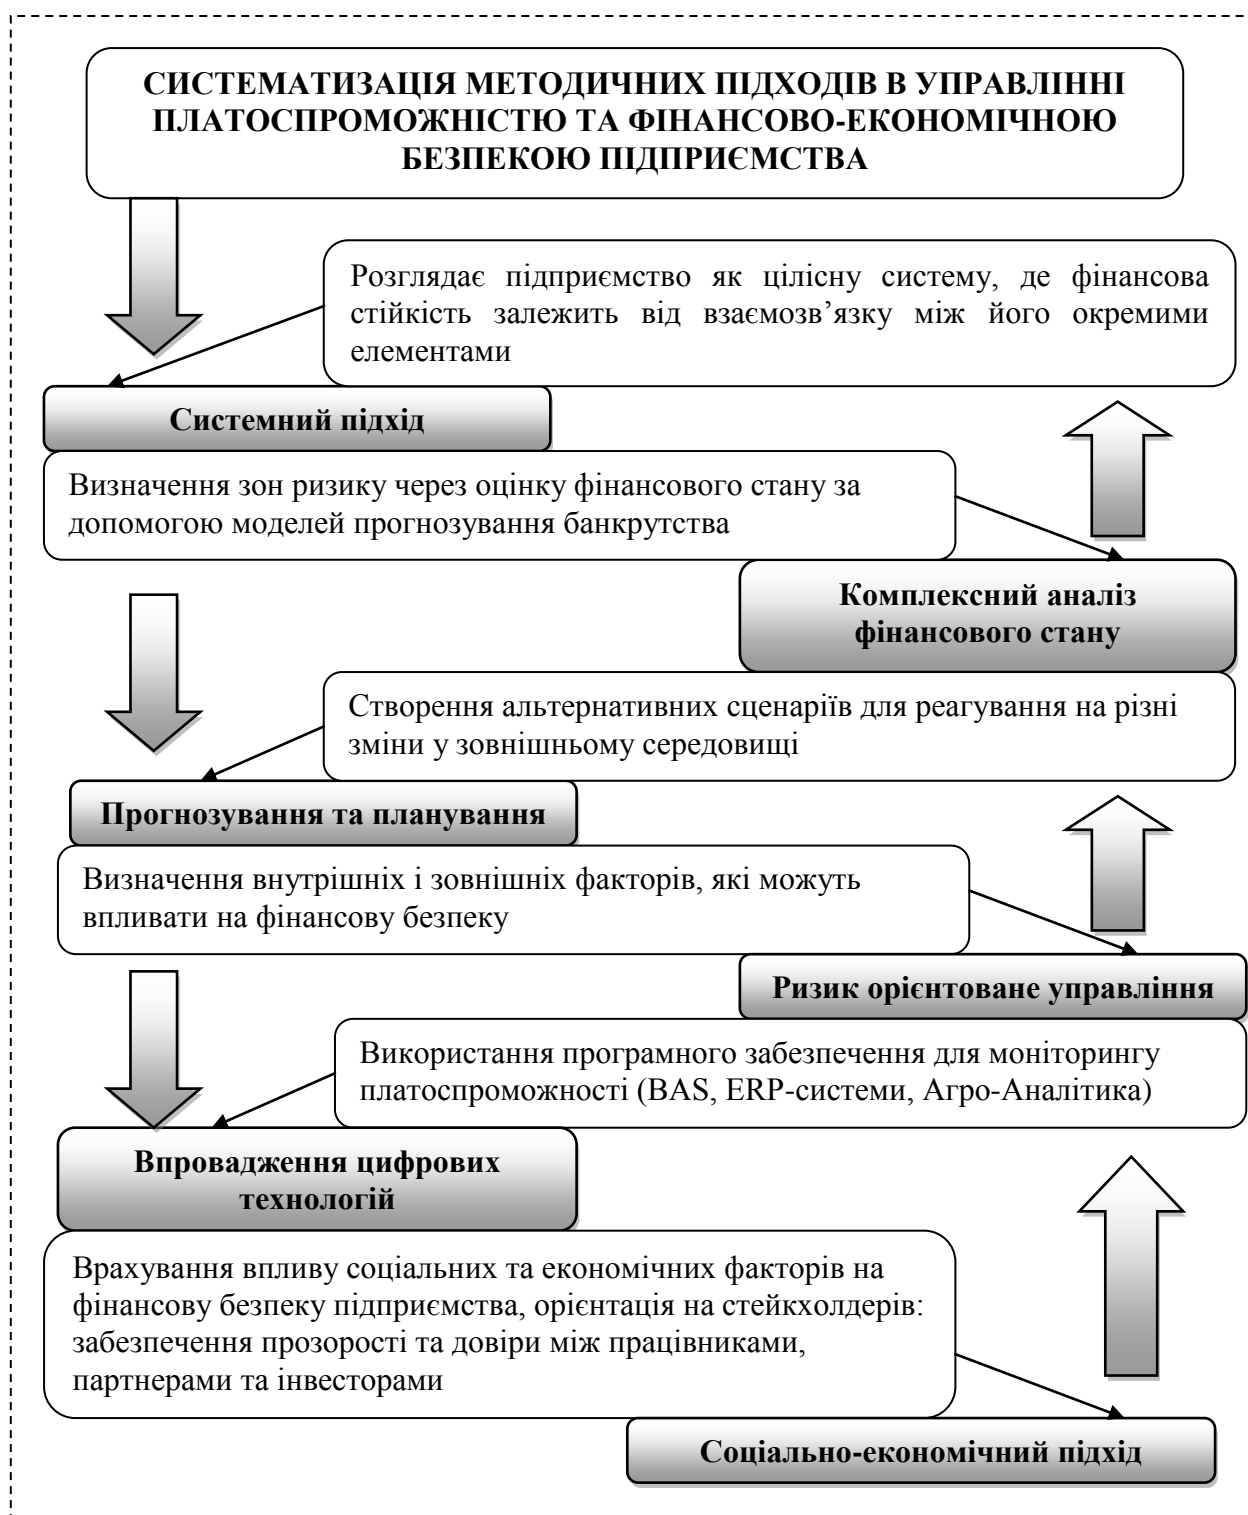 СИСТЕМАТИЗАЦІЯ МЕТОДИЧНИХ ПІДХОДІВ В УПРАВЛІННІ
ПЛАТОСПРОМОЖНІСТЮ ТА ФІНАНСОВО-ЕКОНОМІЧНОЮ
БЕЗПЕКОЮ ПІДПРИЄМСТВА
Розглядає підприємство як цілісну систему, де фінансова
стійкість залежить від взаємозв’язку між його окремими
елементами
Системний підхід
Визначення зон ризику через оцінку фінансового стану за
допомогою моделей прогнозування банкрутства
Комплексний аналіз
фінансового стану
Створення альтернативних сценаріїв для реагування на різні
зміни у зовнішньому середовищі
Прогнозування та планування
Визначення внутрішніх і зовнішніх факторів, які можуть
впливати на фінансову безпеку
Ризик орієнтоване управління
Використання програмного забезпечення для моніторингу
платоспроможності (BAS, ERP-системи, Агро-Аналітика)
Впровадження цифрових
технологій
Врахування впливу соціальних та економічних факторів на
фінансову безпеку підприємства, орієнтація на стейкхолдерів:
забезпечення прозорості та довіри між працівниками,
партнерами та інвесторами
Соціально-економічний підхід